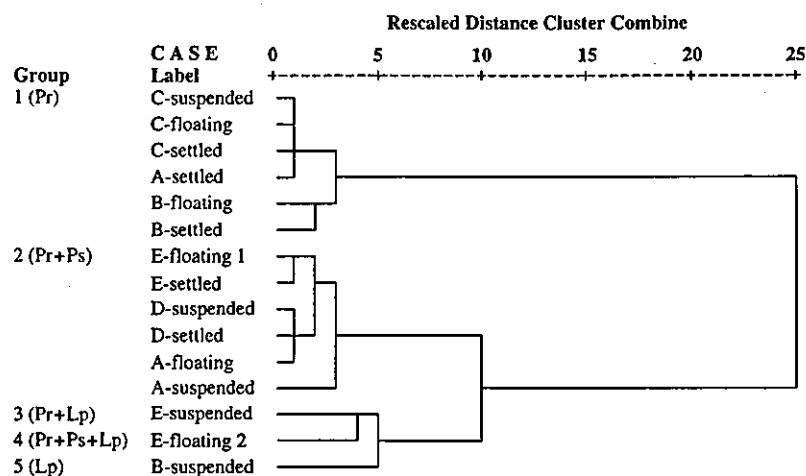 Rescaled Distance Cluster Combine
C A S E 0 5 10 15 20 25
Group Label
1 (Pr) C-suspended
C-floating
C-settled
A-settled
B-floating
B-settled
2 (Pr+Ps) E-floating 1
E-settled
D-suspended
D-settled
A-floating
A-suspended
3 (Pr+Lp) E-suspended
4 (Pr+Ps+Lp) E-floating 2
5 (Lp) B-suspended